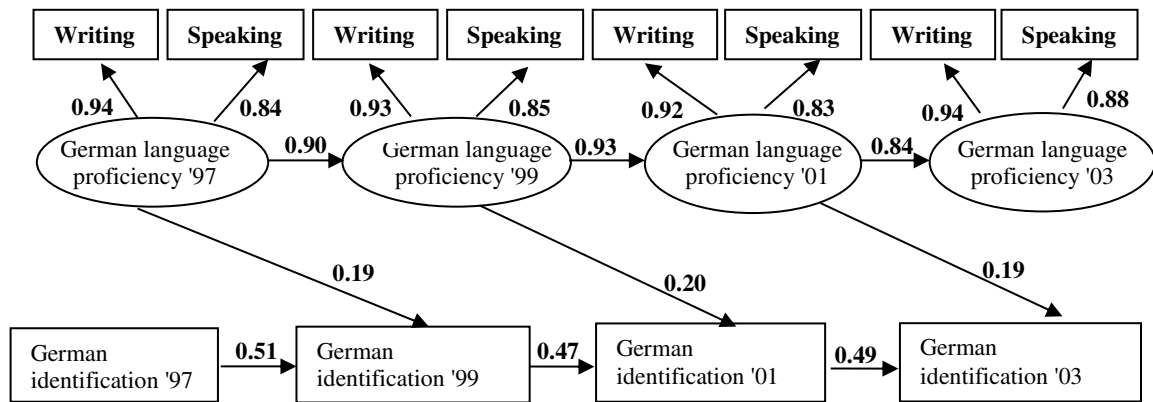 Writing Speaking Writing Speaking Writing Speaking Writing Speaking
0.94 0.84 0.93 0.85 0.92 0.83 0.94 0.88
German language
proficiency '97
0.90
German language
proficiency '99
0.93
German language
proficiency '01
0.84
German language
proficiency '03
0.19 0.20 0.19
German
identification '97
0.51
German
identification '99
0.47
German
identification '01
0.49
German
identification '03